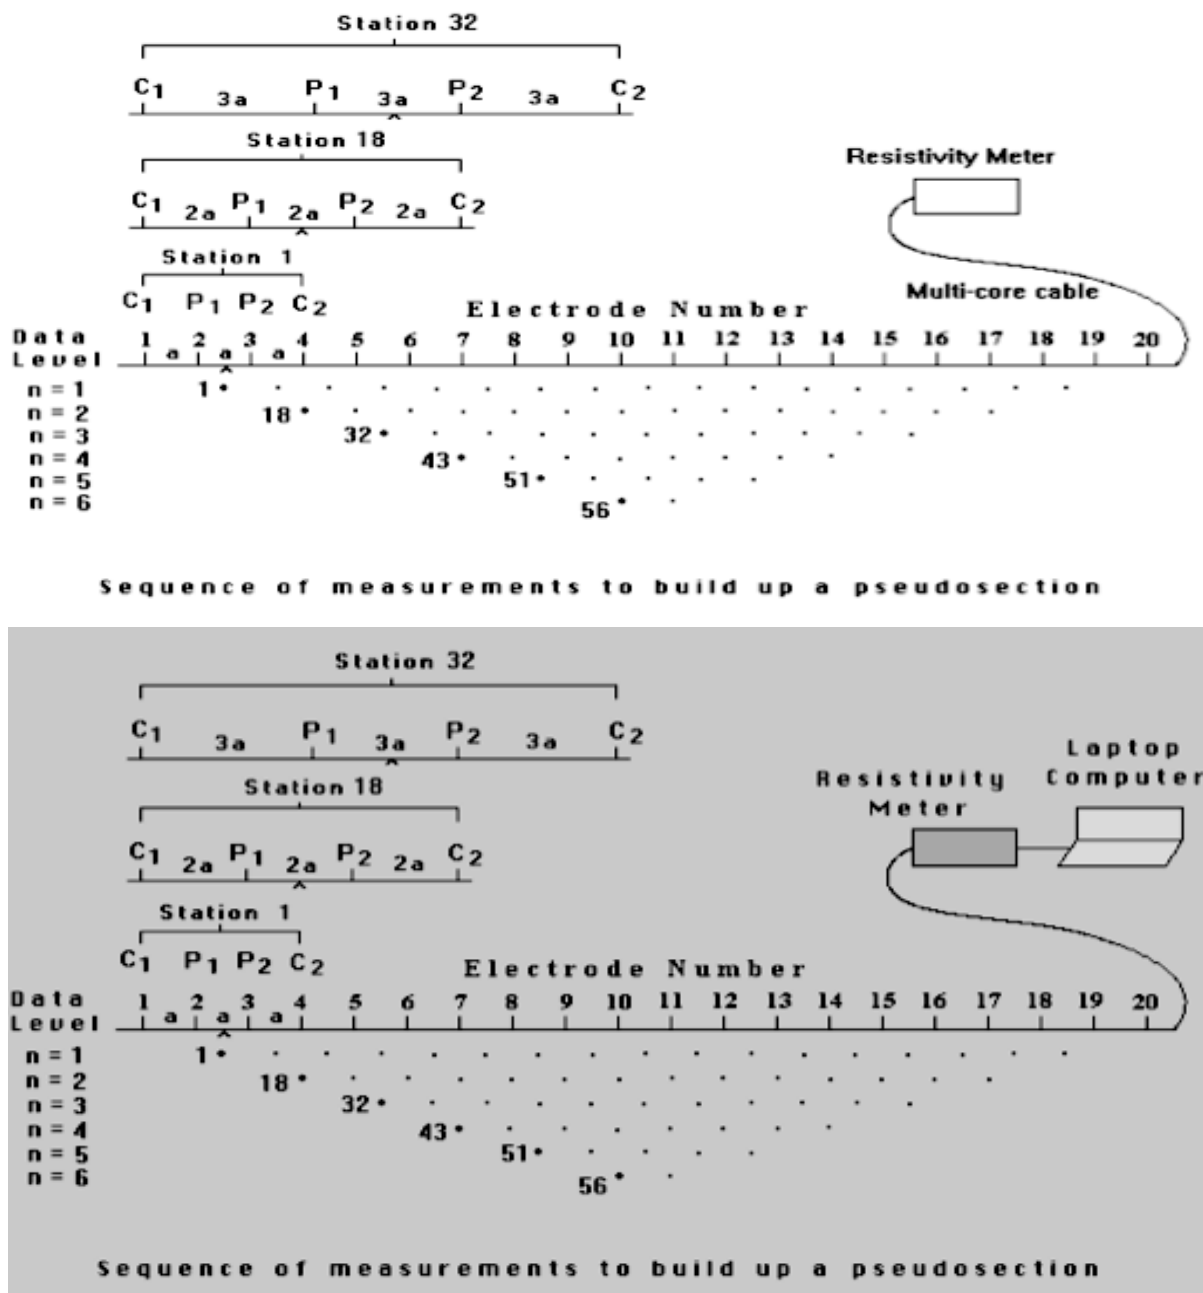 Station 32
C1 3a P1 3a P2 3a C2
Station 18
C1 2a P1 2a P2 2a C2
Resistivity Meter
Station 1
C1 P1 P2 C2
Electrode Number
Multi-core cable
Data Level
1 2 3 4 5 6 7 8 9 10 11 12 13 14 15 16 17 18 19 20
a a a
n = 1 1
n = 2 18
n = 3 32
n = 4 43
n = 5 51
n = 6 56
Sequence of measurements to build up a pseudosection
Station 32
C1 3a P1 3a P2 3a C2
Laptop Computer
Resistivity Meter
Station 18
C1 2a P1 2a P2 2a C2
Station 1
C1 P1 P2 C2
Electrode Number
Data Level
1 2 3 4 5 6 7 8 9 10 11 12 13 14 15 16 17 18 19 20
a a a
n = 1 1
n = 2 18
n = 3 32
n = 4 43
n = 5 51
n = 6 56
Sequence of measurements to build up a pseudosection